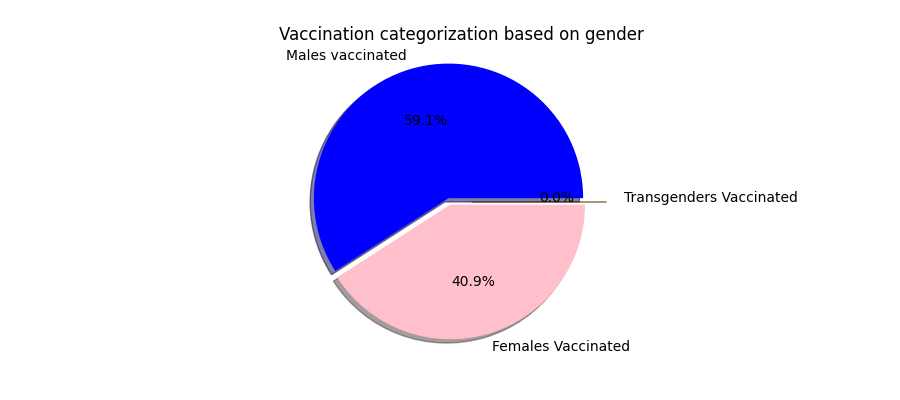 Vaccination categorization based on gender
Males vaccinated
59.1%
0.0%
Transgenders Vaccinated
40.9%
Females Vaccinated